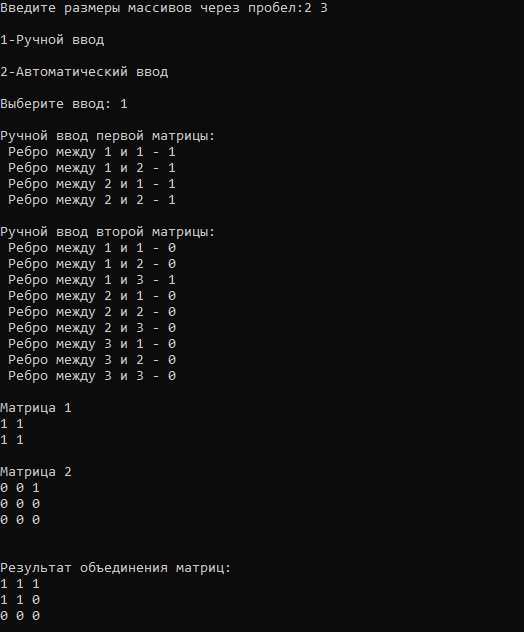 Введите размеры массивов через пробел:2 3
1-Ручной ввод
2-Автоматический ввод
Выберите ввод: 1
Ручной ввод первой матрицы:
Ребро между 1 и 1 - 1
Ребро между 1 и 2 - 1
Ребро между 2 и 1 - 1
Ребро между 2 и 2 - 1
Ручной ввод второй матрицы:
Ребро между 1 и 1 - 0
Ребро между 1 и 2 - 0
Ребро между 1 и 3 - 1
Ребро между 2 и 1 - 0
Ребро между 2 и 2 - 0
Ребро между 2 и 3 - 0
Ребро между 3 и 1 - 0
Ребро между 3 и 2 - 0
Ребро между 3 и 3 - 0
Матрица 1
1 1
1 1
Матрица 2
0 0 1
0 0 0
0 0 0
Результат объединения матриц:
1 1 1
1 1 0
0 0 0